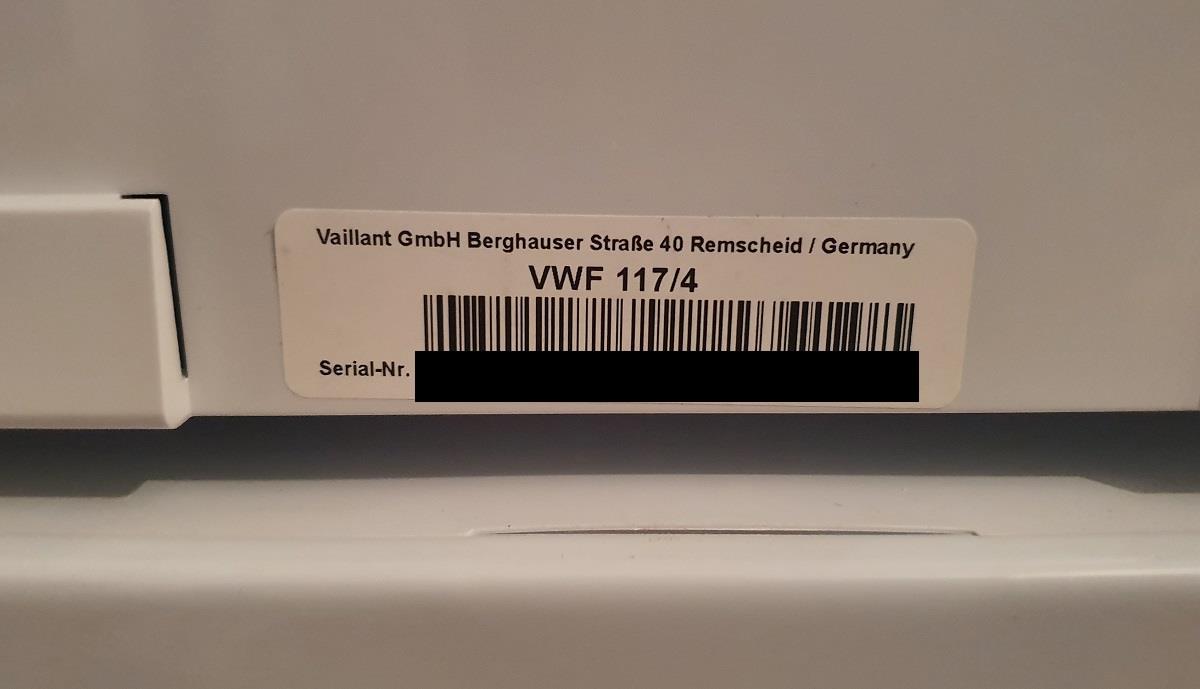 Vaillant GmbH Berghauser Straße 40 Remscheid / Germany
VWF 117/4
Serial-Nr.